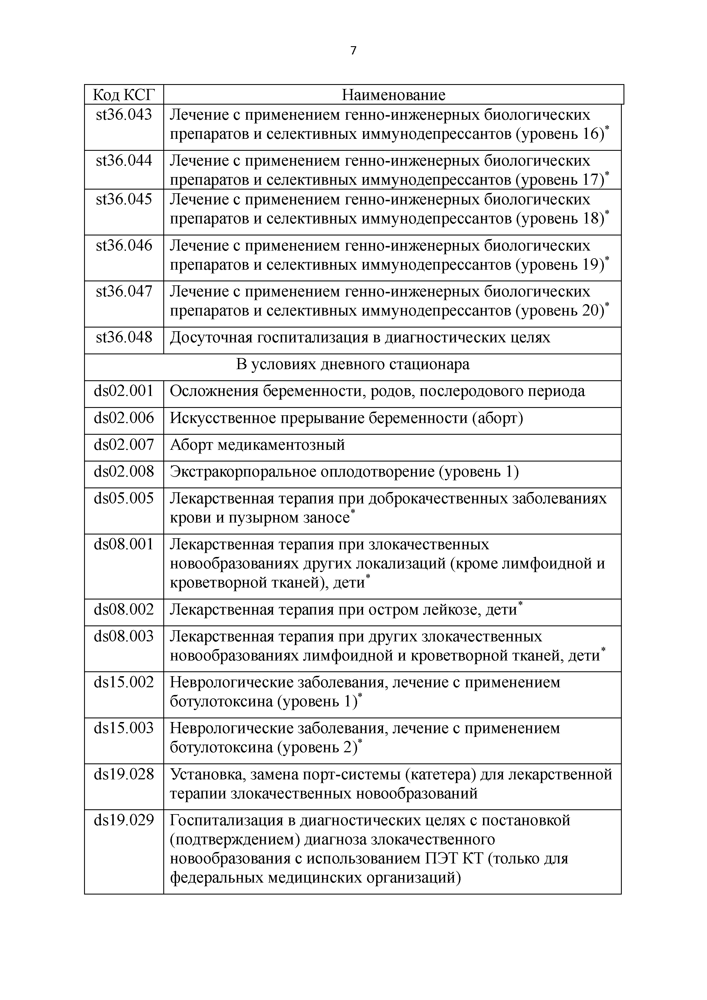 7
Код КСГ Наименование
st36.043 Лечение с применением генно-инженерных биологических
препаратов и селективных иммунодепрессантов (уровень 16)*
st36.044 Лечение с применением генно-инженерных биологических
препаратов и селективных иммунодепрессантов (уровень 17)*
st36.045 Лечение с применением генно-инженерных биологических
препаратов и селективных иммунодепрессантов (уровень 18)*
st36.046 Лечение с применением генно-инженерных биологических
препаратов и селективных иммунодепрессантов (уровень 19)*
st36.047 Лечение с применением генно-инженерных биологических
препаратов и селективных иммунодепрессантов (уровень 20)*
st36.048 Досуточная госпитализация в диагностических целях
В условиях дневного стационара
ds02.001 Осложнения беременности, родов, послеродового периода
ds02.006 Искусственное прерывание беременности (аборт)
ds02.007 Аборт медикаментозный
ds02.008 Экстракорпоральное оплодотворение (уровень 1)
ds05.005 Лекарственная терапия при доброкачественных заболеваниях
крови и пузырном заносе*
ds08.001 Лекарственная терапия при злокачественных
новообразованиях других локализаций (кроме лимфоидной и
кроветворной тканей), дети*
ds08.002 Лекарственная терапия при остром лейкозе, дети*
ds08.003 Лекарственная терапия при других злокачественных
новообразованиях лимфоидной и кроветворной тканей, дети*
ds15.002 Неврологические заболевания, лечение с применением
ботулотоксина (уровень 1)*
ds15.003 Неврологические заболевания, лечение с применением
ботулотоксина (уровень 2)*
ds19.028 Установка, замена порт-системы (катетера) для лекарственной
терапии злокачественных новообразований
ds19.029 Госпитализация в диагностических целях с постановкой
(подтверждением) диагноза злокачественного
новообразования с использованием ПЭТ КТ (только для
федеральных медицинских организаций)